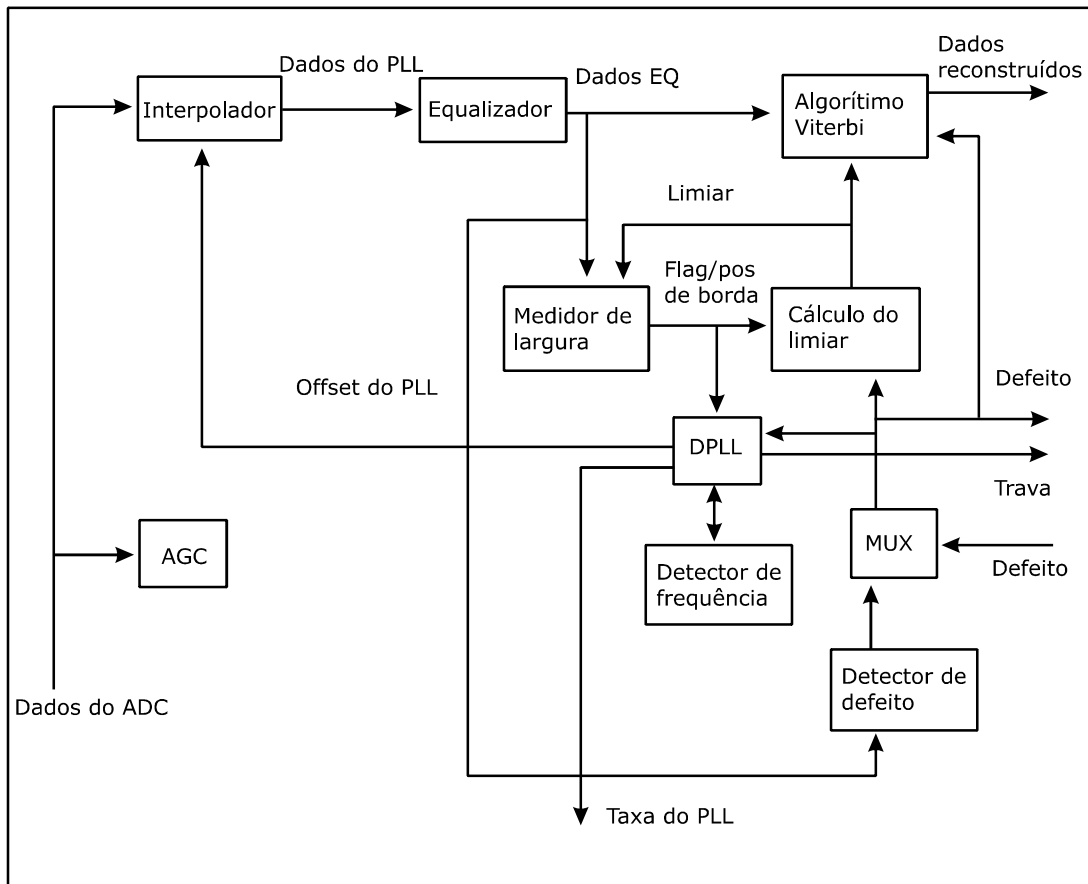 Dados
reconstruídos
Dados do PLL
Dados EQ
Interpolador
Equalizador
Algorítimo
Viterbi
Limiar
Flag/pos
de borda
Medidor de
largura
Cálculo do
limiar
Offset do PLL
Defeito
DPLL
Trava
AGC
MUX
Defeito
Detector de
frequência
Detector de
defeito
Dados do ADC
Taxa do PLL